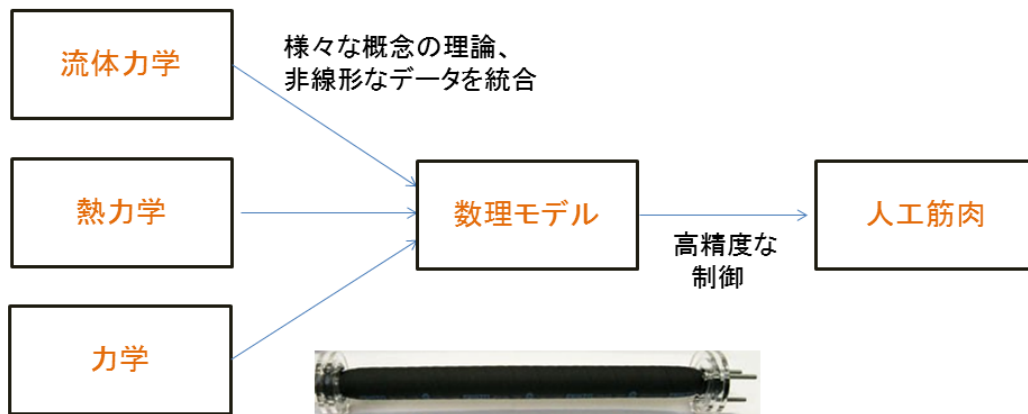 流体力学
様々な概念の理論、
非線形なデータを統合
熱力学
数理モデル
人工筋肉
高精度な
制御
力学